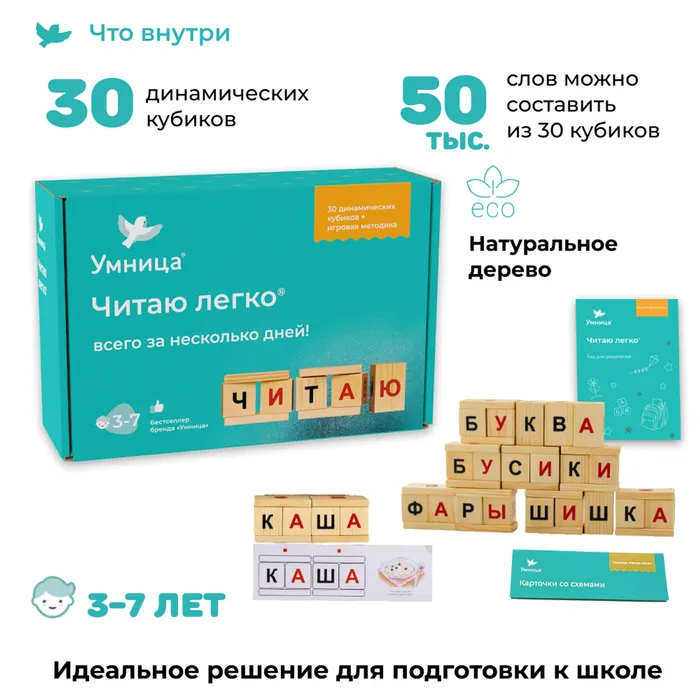 Что внутри
30 динамических
кубиков
50
тыс.
слов можно
составить
из 30 кубиков
eco
Натуральное
дерево
30 динамических
кубиков +
игровая методика
Умница®
Читаю легко®
всего за несколько дней!
ЧИТАЮ
3-7
Бестселлер
бренда «Умница»
Умница®
Читаю легко®
БУКВА
БУСИКИ
ФАРЫ ШИШКА
КАША
КАША
Умница®
Карточки со схемами
3-7 ЛЕТ
Идеальное решение для подготовки к школе